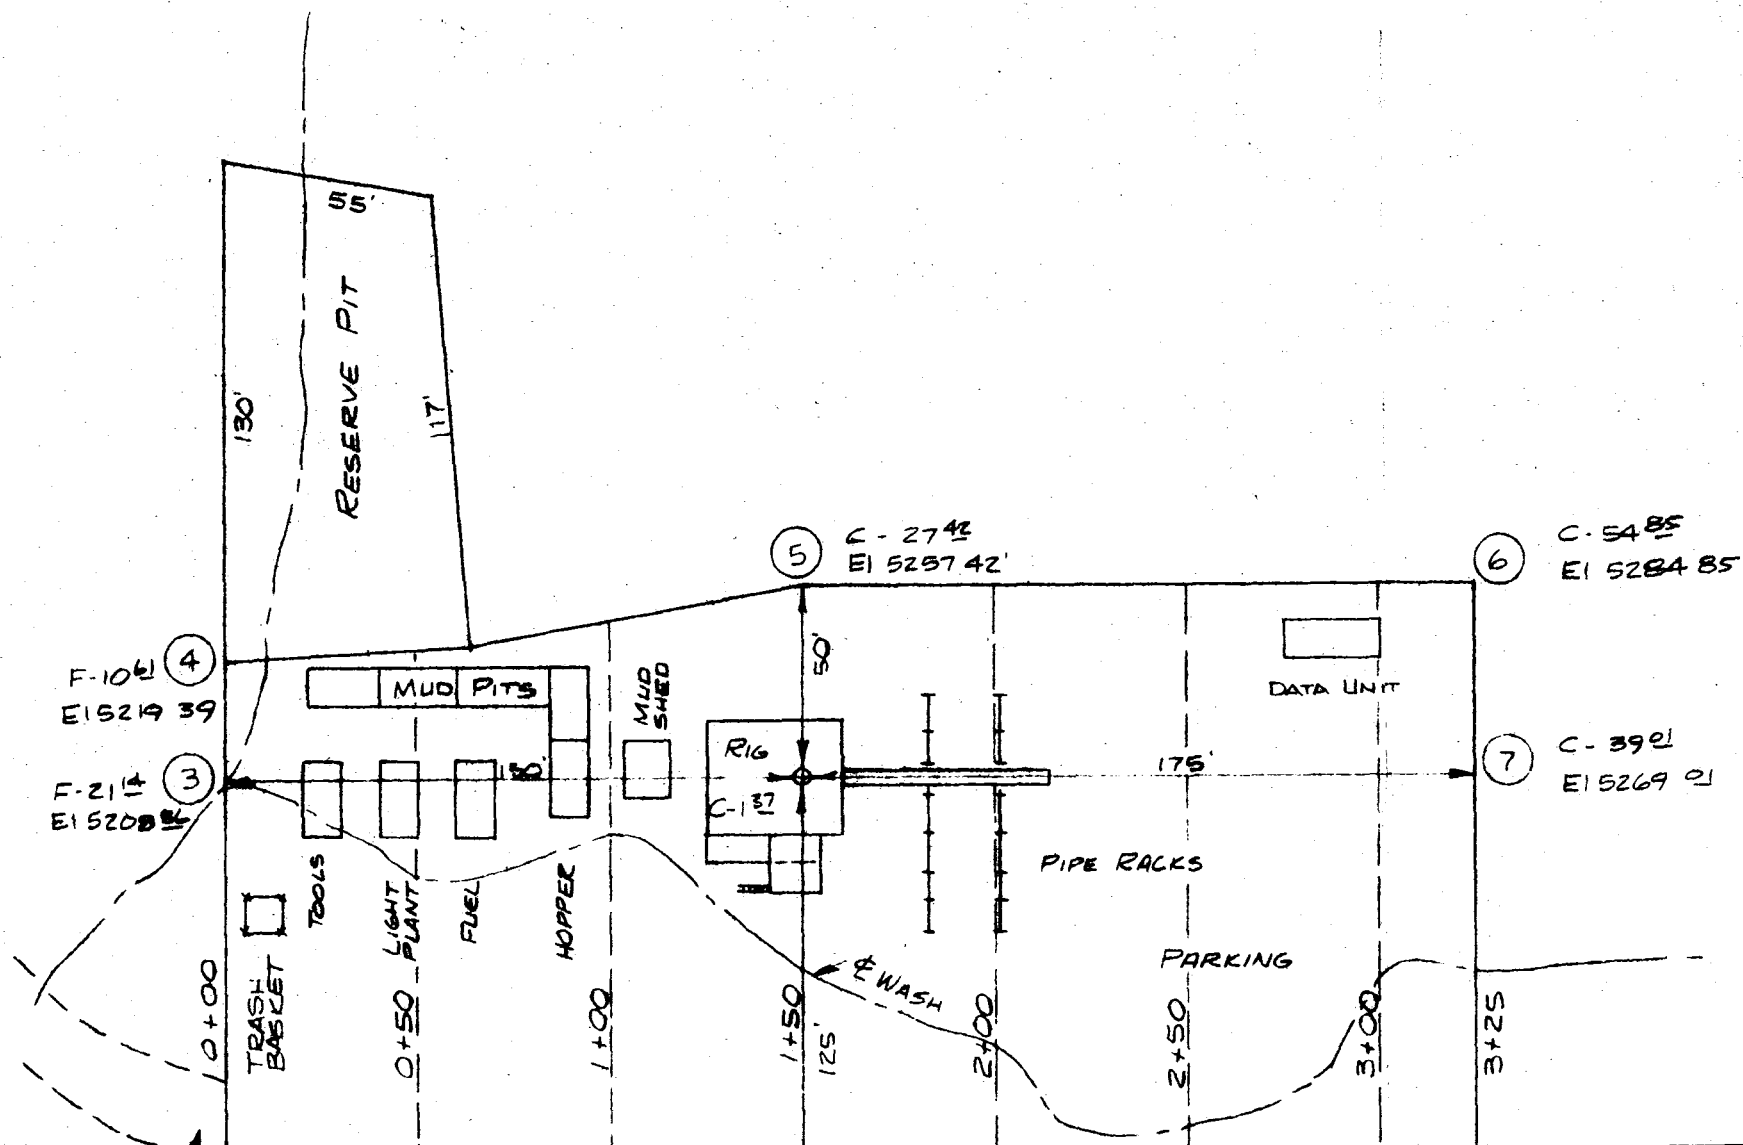 55'
RESERVE PIT
130'
117'
5
C - 27 42
El 5257 42'
6
C - 54 85
El 5284 85
4
F-10 61
El 5219 39
MUD PITS
MUD
SHED
50'
DATA UNIT
3
F-21 14
El 5208 86
150'
RIG
C-1 37
175'
7
C - 39 01
El 5269 01
TOOLS
LIGHT
PLANT
FUEL
HOPPER
PIPE RACKS
TRASH
BASKET
℄ WASH
PARKING
0+00
0+50
1+00
1+50
125'
2+00
2+50
3+00
3+25